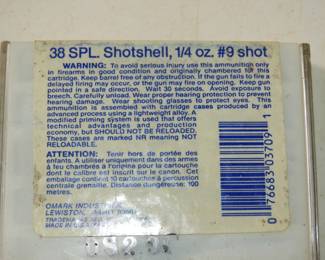 38 SPL. Shotshell, 1/4 oz. #9 shot
WARNING: To avoid serious injury use this ammunition only
in firearms in good condition and originally chambered for this
cartridge. Keep barrel free of any obstruction. If the gun fails to fire a
delayed firing may occur, or the gun may fire on opening. Keep gun
pointed in a safe direction. Wait 30 seconds. Avoid exposure to
breech. Carefully unload. Wear proper hearing protection to prevent
hearing damage. Wear shooting glasses to protect eyes. This
ammunition is assembled with cartridge cases produced by an
advanced process using a lightweight alloy. A
modified priming system is used that offers
technical advantages and production
economy, but SHOULD NOT BE RELOADED.
These cases are marked NR meaning NOT
RELOADABLE.
ATTENTION: Tenir hors de portée des
enfants. A utiliser uniquement dans des armes
à feu chambrées à l'origine pour la cartouche
dont le calibre est inscrit sur le canon. Cet
emballage contient 10 cartouches à percussion
centrale grenaille. Distance dangereuse: 100
metres.
OMARK INDUSTRIES
LEWISTON,
0 76683 03709 1